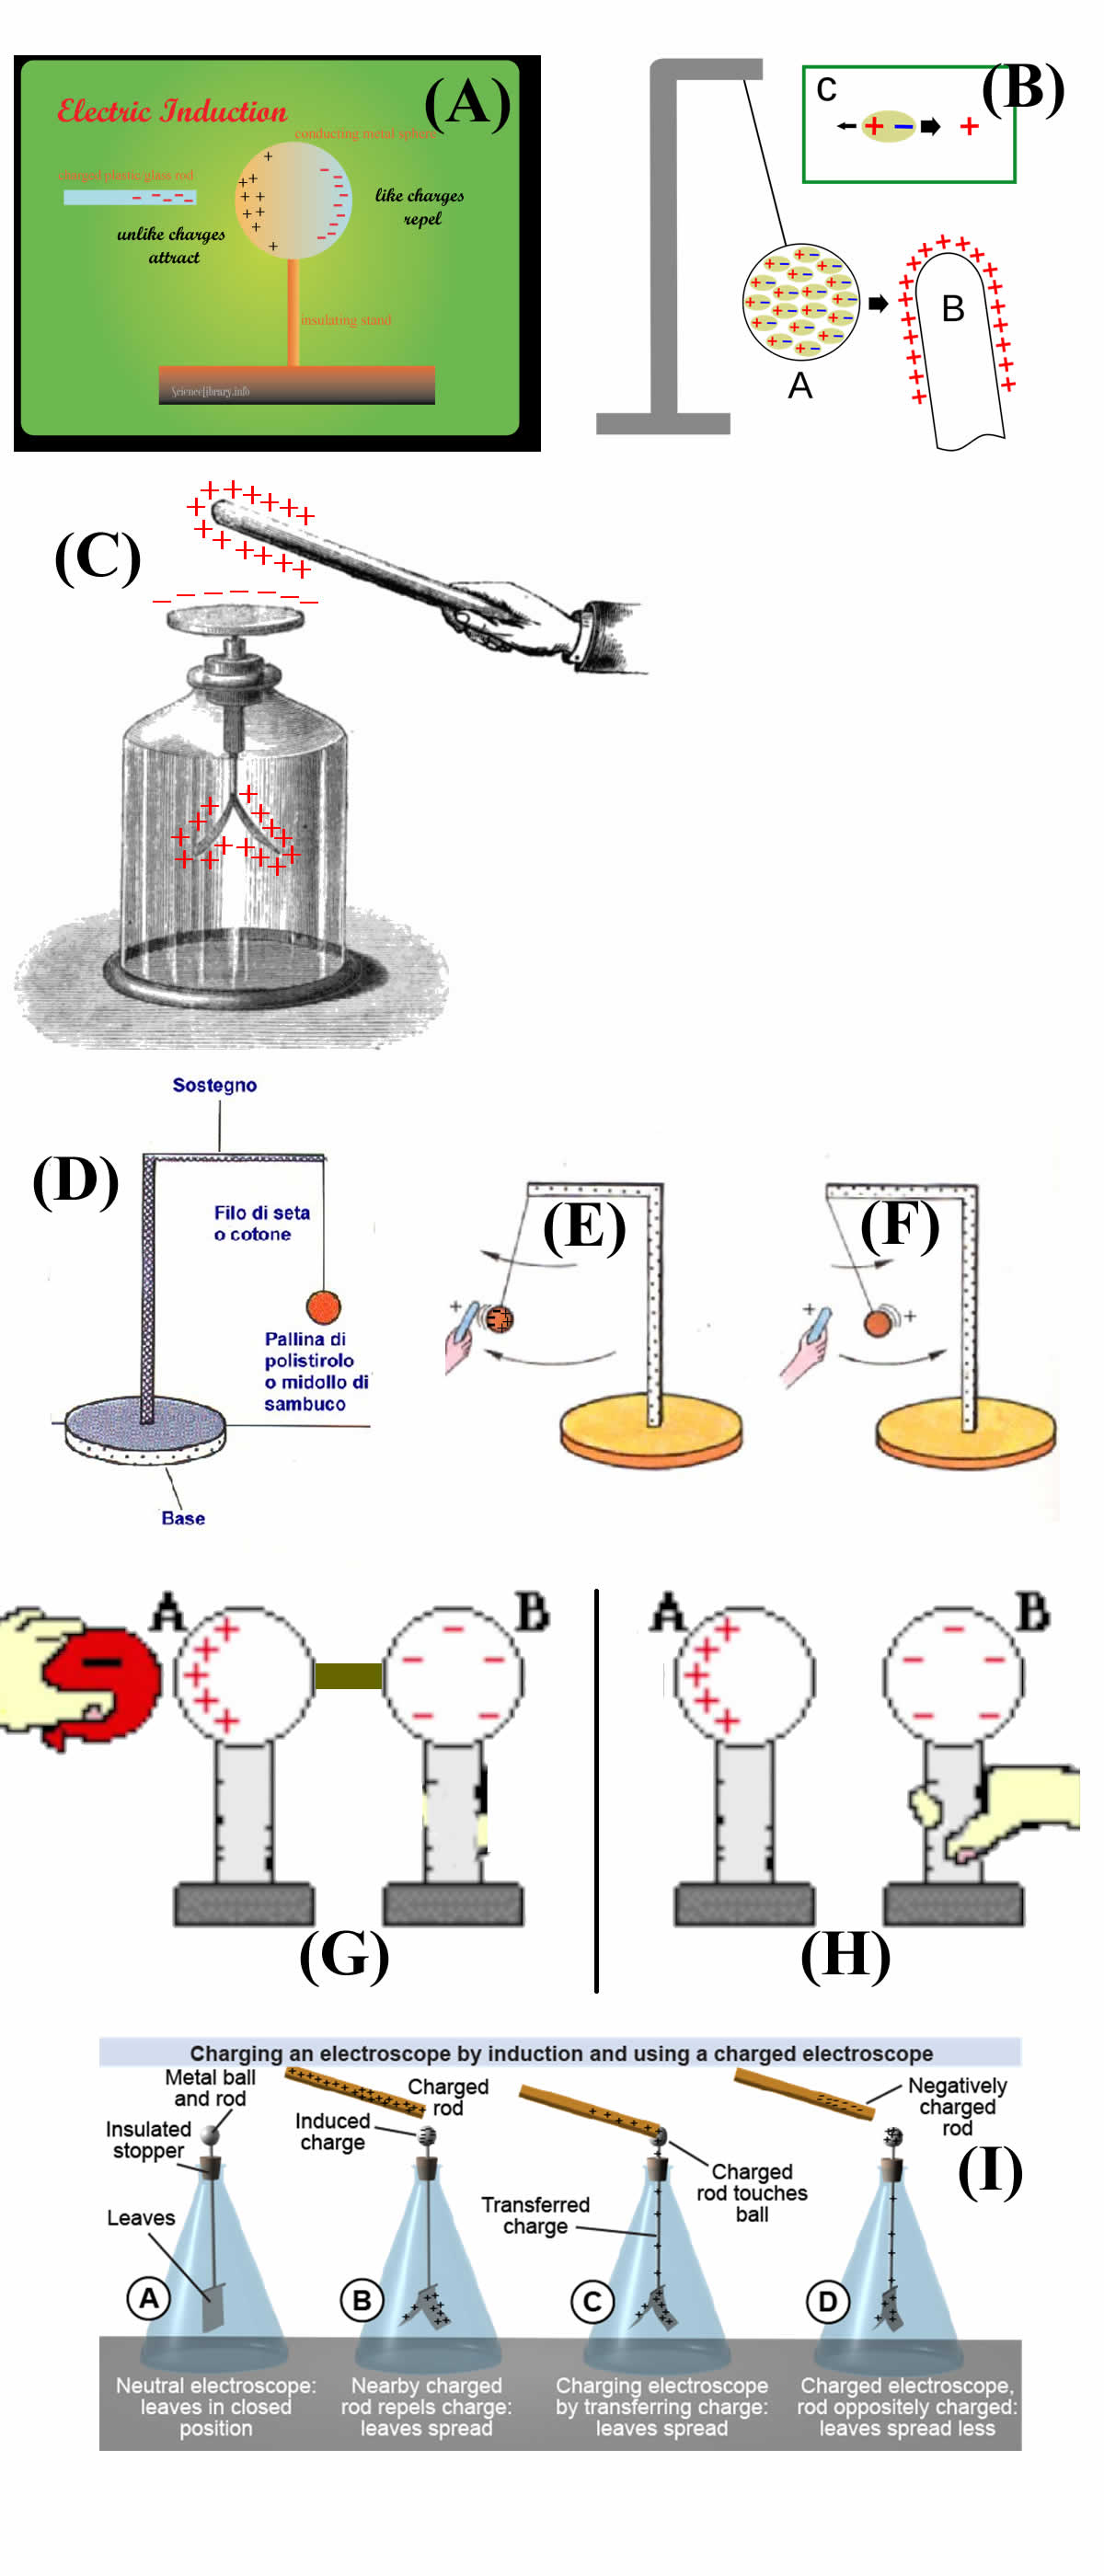 Electric Induction
(A)
conducting metal sphere
charged plastic glass rod
like charges
repel
unlike charges
attract
insulating stand
ScienceLibrary.info
(B)
C
+ − +
A
B
(C)
Sostegno
(D)
Filo di seta
o cotone
Pallina di
polistirolo
o midollo di
sambuco
Base
(E)
(F)
A
B
(G)
A
B
(H)
Charging an electroscope by induction and using a charged electroscope
Metal ball
and rod
Insulated
stopper
Leaves
A
Neutral electroscope:
leaves in closed
position
Charged
rod
Induced
charge
B
Nearby charged
rod repels charge:
leaves spread
Transferred
charge
Charged
rod touches
ball
C
Charging electroscope
by transferring charge:
leaves spread
Negatively
charged
rod
(I)
D
Charged electroscope,
rod oppositely charged:
leaves spread less